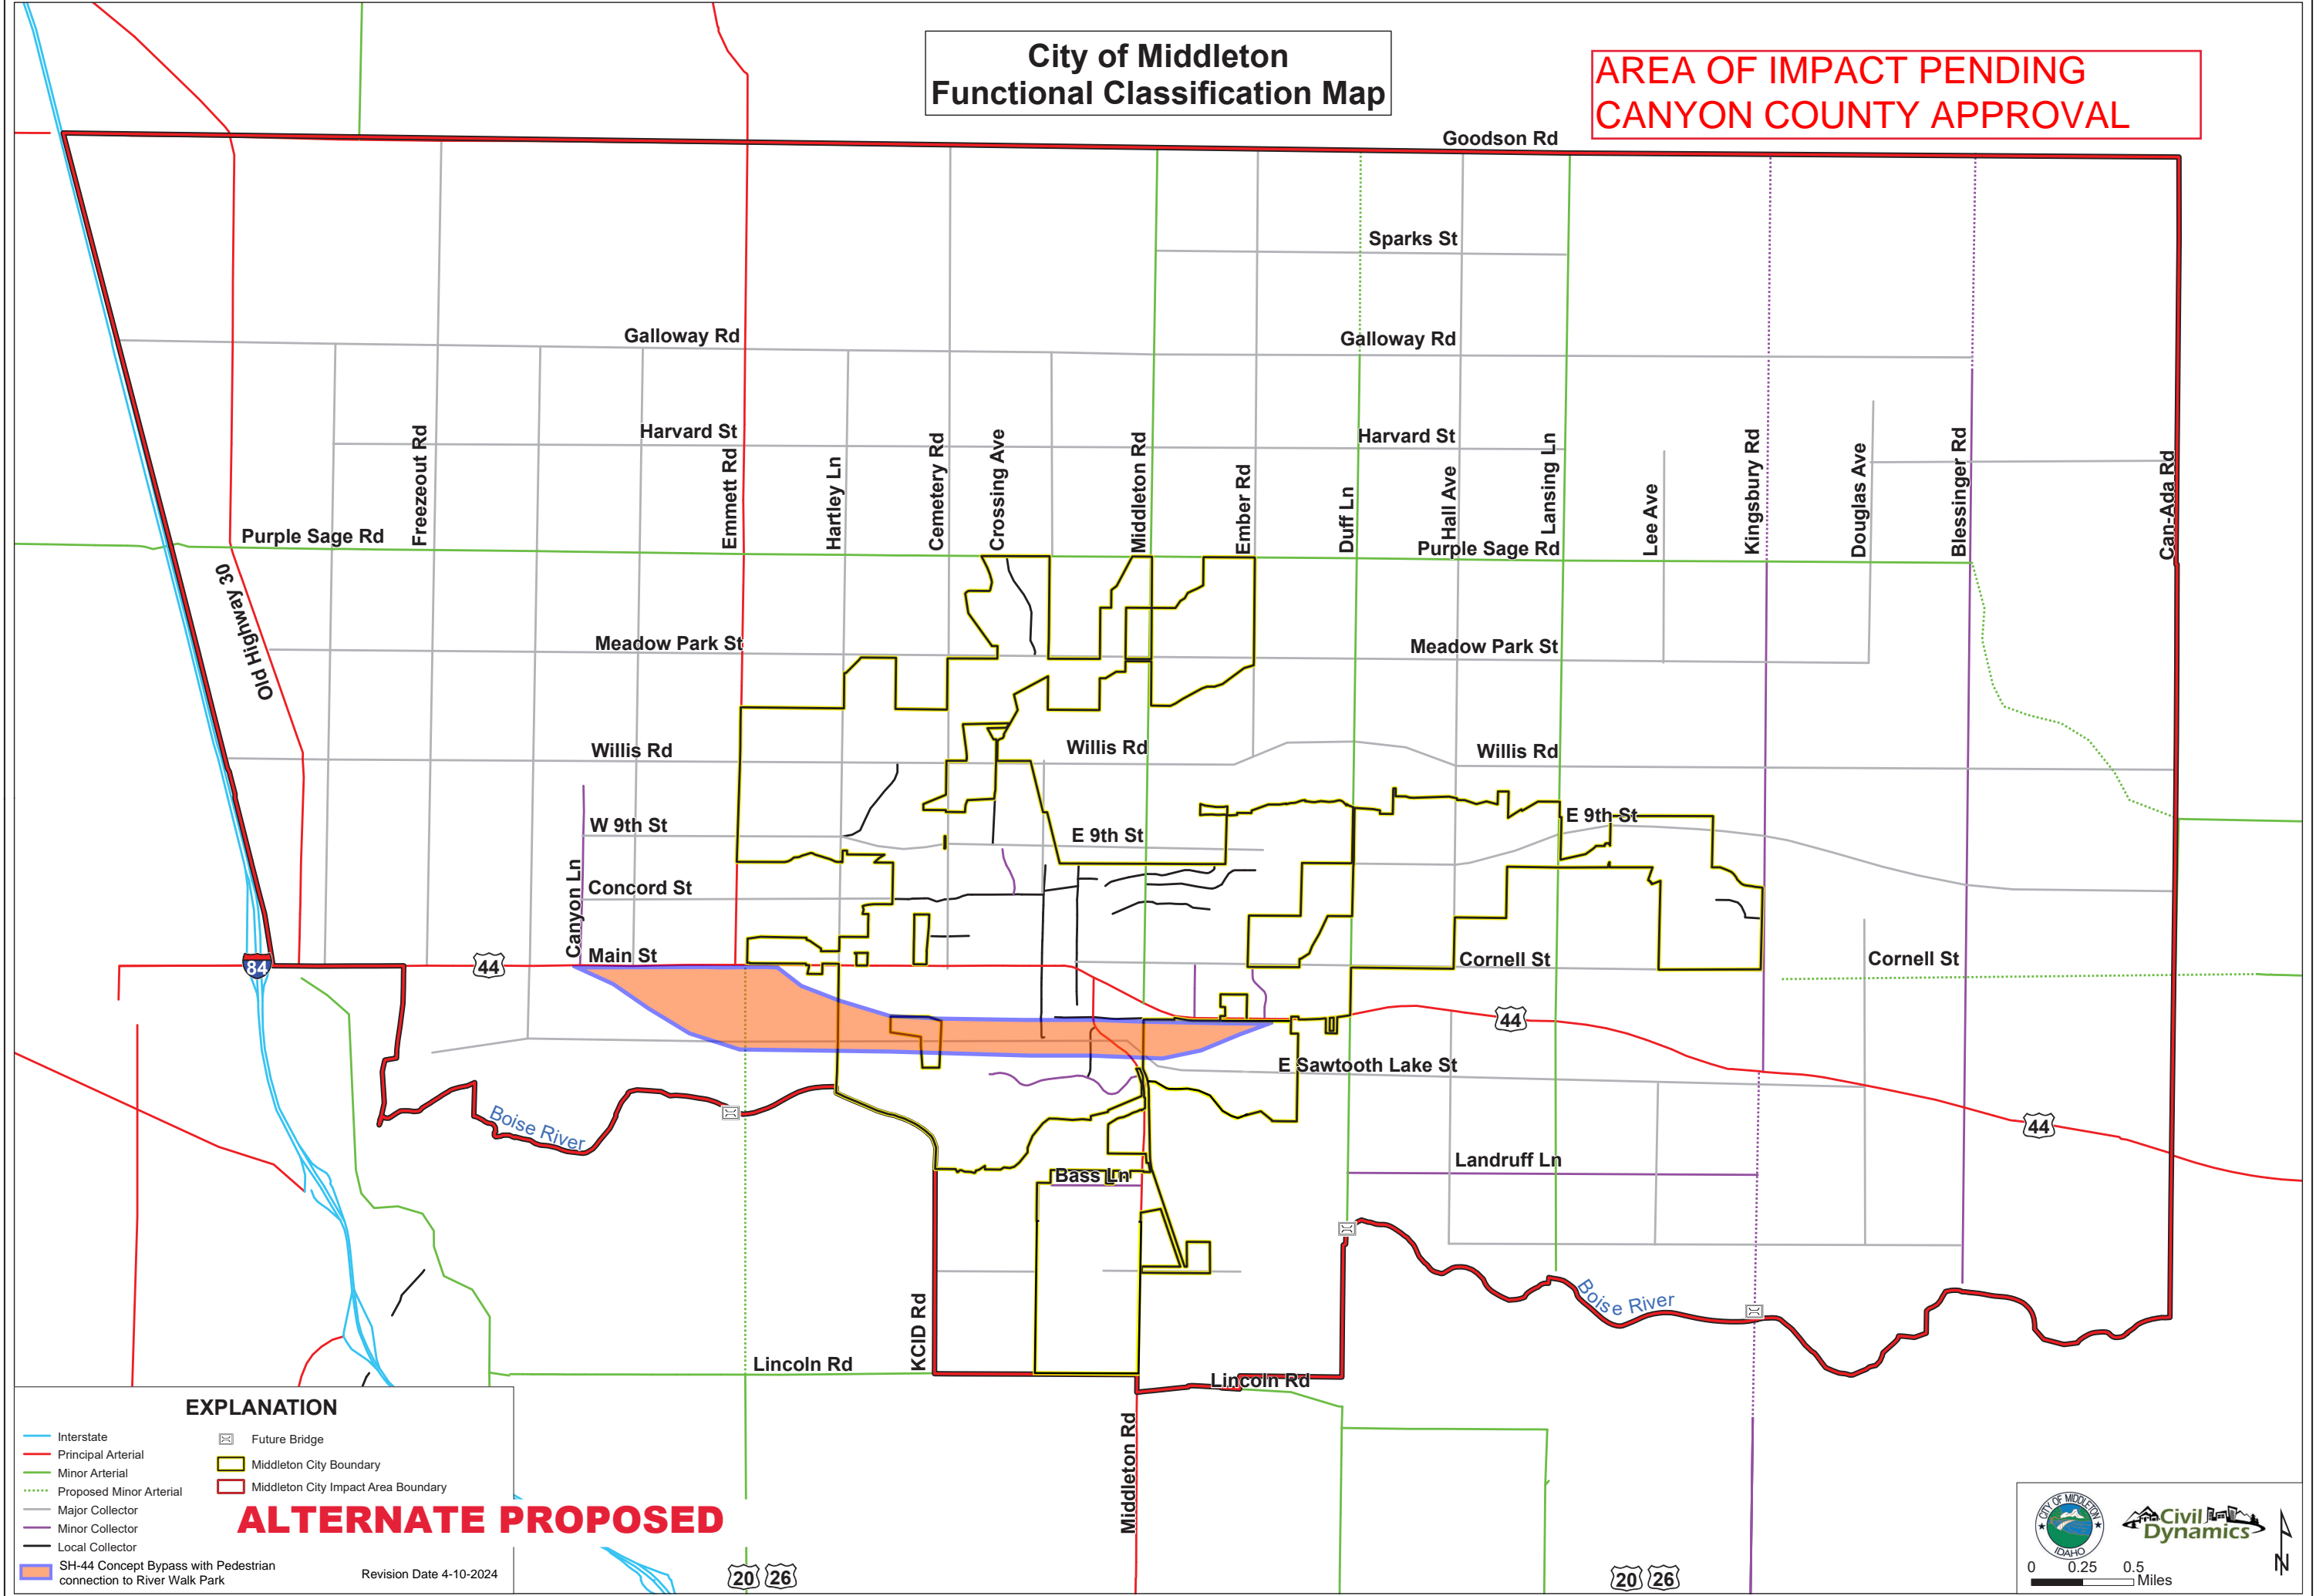 City of Middleton
Functional Classification Map
AREA OF IMPACT PENDING
CANYON COUNTY APPROVAL
Goodson Rd
Sparks St
Galloway Rd
Galloway Rd
Harvard St
Harvard St
Freezeout Rd
Emmett Rd
Hartley Ln
Cemetery Rd
Crossing Ave
Middleton Rd
Ember Rd
Duff Ln
Hall Ave
Lansing Ln
Lee Ave
Kingsbury Rd
Douglas Ave
Blessinger Rd
Can-Ada Rd
Purple Sage Rd
Purple Sage Rd
Old Highway 30
Meadow Park St
Meadow Park St
Willis Rd
Willis Rd
Willis Rd
W 9th St
E 9th St
E 9th St
Canyon Ln
Concord St
84
44
Main St
Cornell St
Cornell St
44
E Sawtooth Lake St
44
Boise River
Landruff Ln
Bass Ln
Boise River
KCID Rd
Lincoln Rd
Lincoln Rd
Middleton Rd
20 26
20 26
EXPLANATION
Interstate
Principal Arterial
Minor Arterial
Proposed Minor Arterial
Major Collector
Minor Collector
Local Collector
SH-44 Concept Bypass with Pedestrian
connection to River Walk Park
Future Bridge
Middleton City Boundary
Middleton City Impact Area Boundary
ALTERNATE PROPOSED
Revision Date 4-10-2024
CITY OF MIDDLETON
IDAHO
Civil
Dynamics
N
0 0.25 0.5
Miles